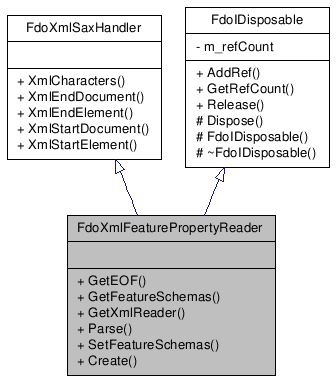 FdoXmlSaxHandler
+ XmlCharacters()
+ XmlEndDocument()
+ XmlEndElement()
+ XmlStartDocument()
+ XmlStartElement()
FdoIDisposable
- m_refCount
+ AddRef()
+ GetRefCount()
+ Release()
# Dispose()
# FdoIDisposable()
# ~FdoIDisposable()
FdoXmlFeaturePropertyReader
+ GetEOF()
+ GetFeatureSchemas()
+ GetXmlReader()
+ Parse()
+ SetFeatureSchemas()
+ Create()